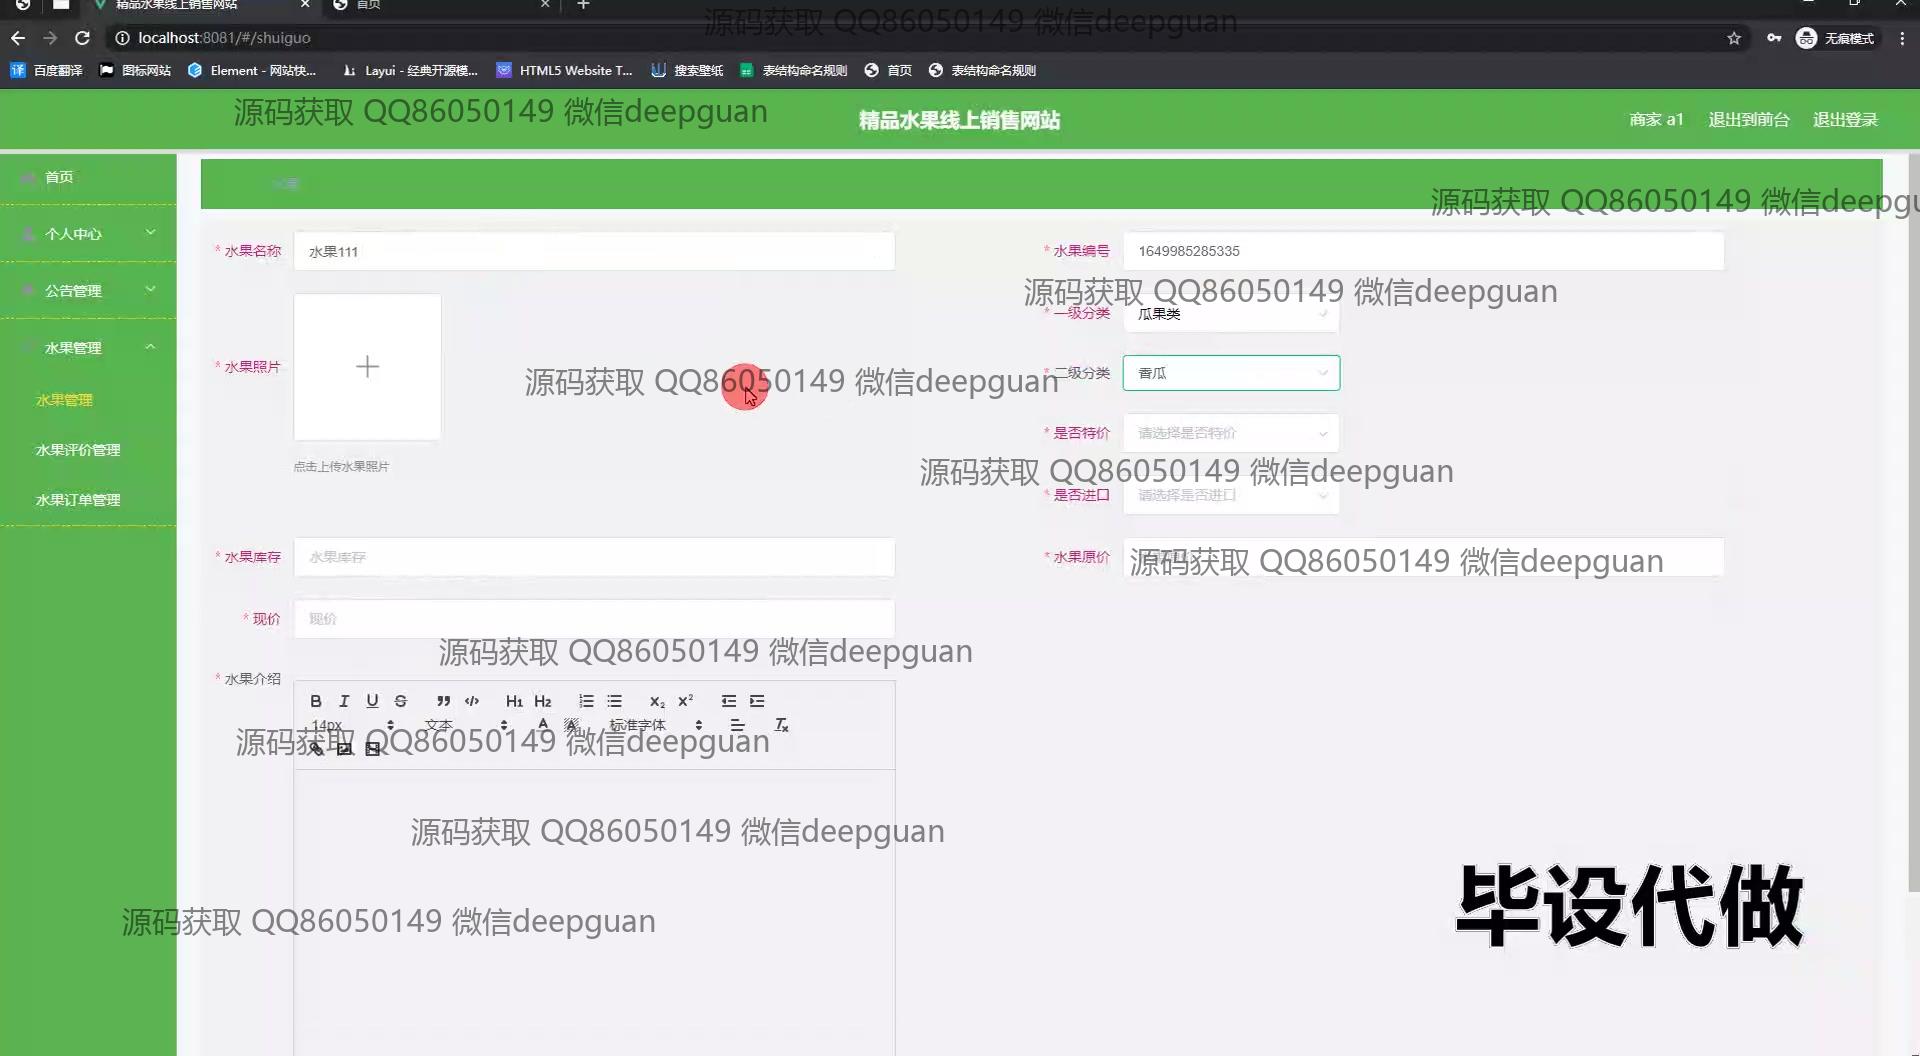 精品水果线上销售网站
首页
localhost:8081/#/shuiguo
无痕模式
百度翻译
图标网站
Element - 网站快...
Layui - 经典开源模...
HTML5 Website T...
搜索壁纸
表结构命名规则
首页
表结构命名规则
源码获取 QQ86050149 微信deepguan
源码获取 QQ86050149 微信deepguan
精品水果线上销售网站
商家 a1
退出到前台
退出登录
首页
个人中心
公告管理
水果管理
水果管理
水果评价管理
水果订单管理
源码获取 QQ86050149 微信deepgu
* 水果名称
水果111
* 水果编号
1649985285335
源码获取 QQ86050149 微信deepguan
* 一级分类
瓜果类
* 水果照片
点击上传水果照片
源码获取 QQ86050149 微信deepguan
* 二级分类
香瓜
* 是否特价
请选择是否特价
源码获取 QQ86050149 微信deepguan
* 是否进口
请选择是否进口
* 水果库存
水果库存
* 水果原价
源码获取 QQ86050149 微信deepguan
* 现价
现价
源码获取 QQ86050149 微信deepguan
* 水果介绍
14px
文本
标准字体
源码获取 QQ86050149 微信deepguan
源码获取 QQ86050149 微信deepguan
源码获取 QQ86050149 微信deepguan
毕设代做